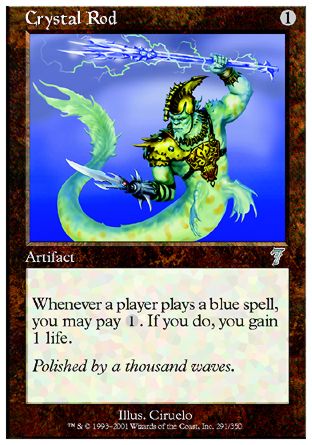 Crystal Rod 1
Artifact
7
Whenever a player plays a blue spell,
you may pay 1. If you do, you gain
1 life.
Polished by a thousand waves.
Illus. Ciruelo
™ & © 1993–2001 Wizards of the Coast, Inc. 291/350